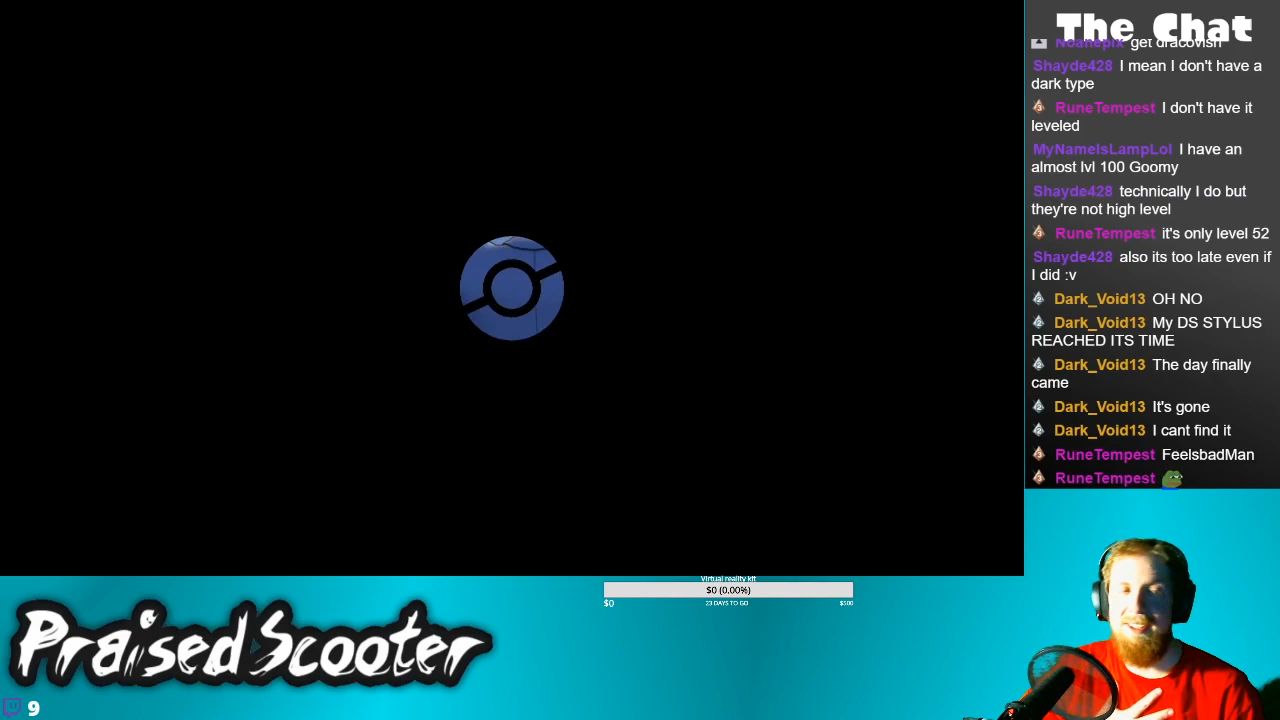 The Chat
Noahepix get dracovish
Shayde428 I mean I don't have a
dark type
RuneTempest I don't have it
leveled
MyNameIsLampLol I have an
almost lvl 100 Goomy
Shayde428 technically I do but
they're not high level
RuneTempest it's only level 52
Shayde428 also its too late even if
I did :v
Dark_Void13 OH NO
Dark_Void13 My DS STYLUS
REACHED ITS TIME
Dark_Void13 The day finally
came
Dark_Void13 It's gone
Dark_Void13 I cant find it
RuneTempest FeelsbadMan
RuneTempest
Virtual reality kit
$0 (0.00%)
$0 23 DAYS TO GO $500
Praised Scooter
9